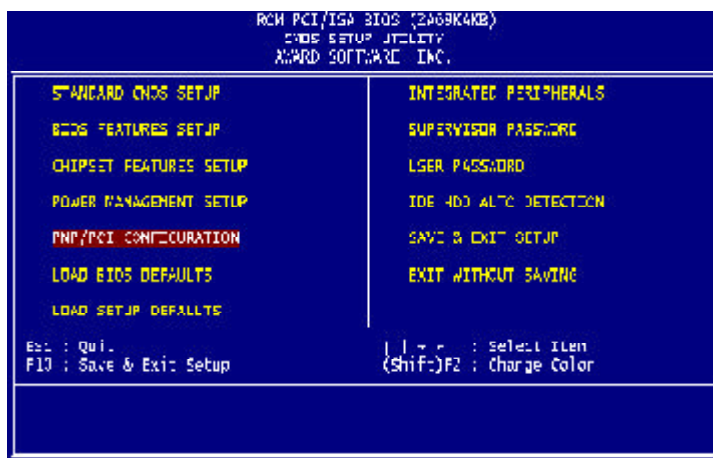 PCI/ISA BIOS (2A69K4KB)
CMOS SETUP UTILITY
AWARD SOFTWARE INC.
STANDARD CMOS SETUP
BIOS FEATURES SETUP
CHIPSET FEATURES SETUP
POWER MANAGEMENT SETUP
PNP/PCI CONFIGURATION
LOAD BIOS DEFAULTS
LOAD SETUP DEFAULTS
INTEGRATED PERIPHERALS
SUPERVISOR PASSWORD
USER PASSWORD
IDE HDD AUTO DETECTION
SAVE & EXIT SETUP
EXIT WITHOUT SAVING
Esc : Quit
F10 : Save & Exit Setup
: Select Item
(Shift)F2 : Change Color